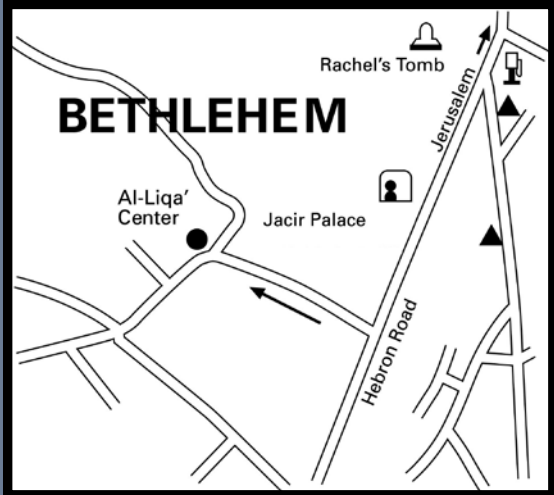 Rachel's Tomb
Jerusalem
BETHLEHEM
Al-Liqa'
Center
Jacir Palace
Hebron Road